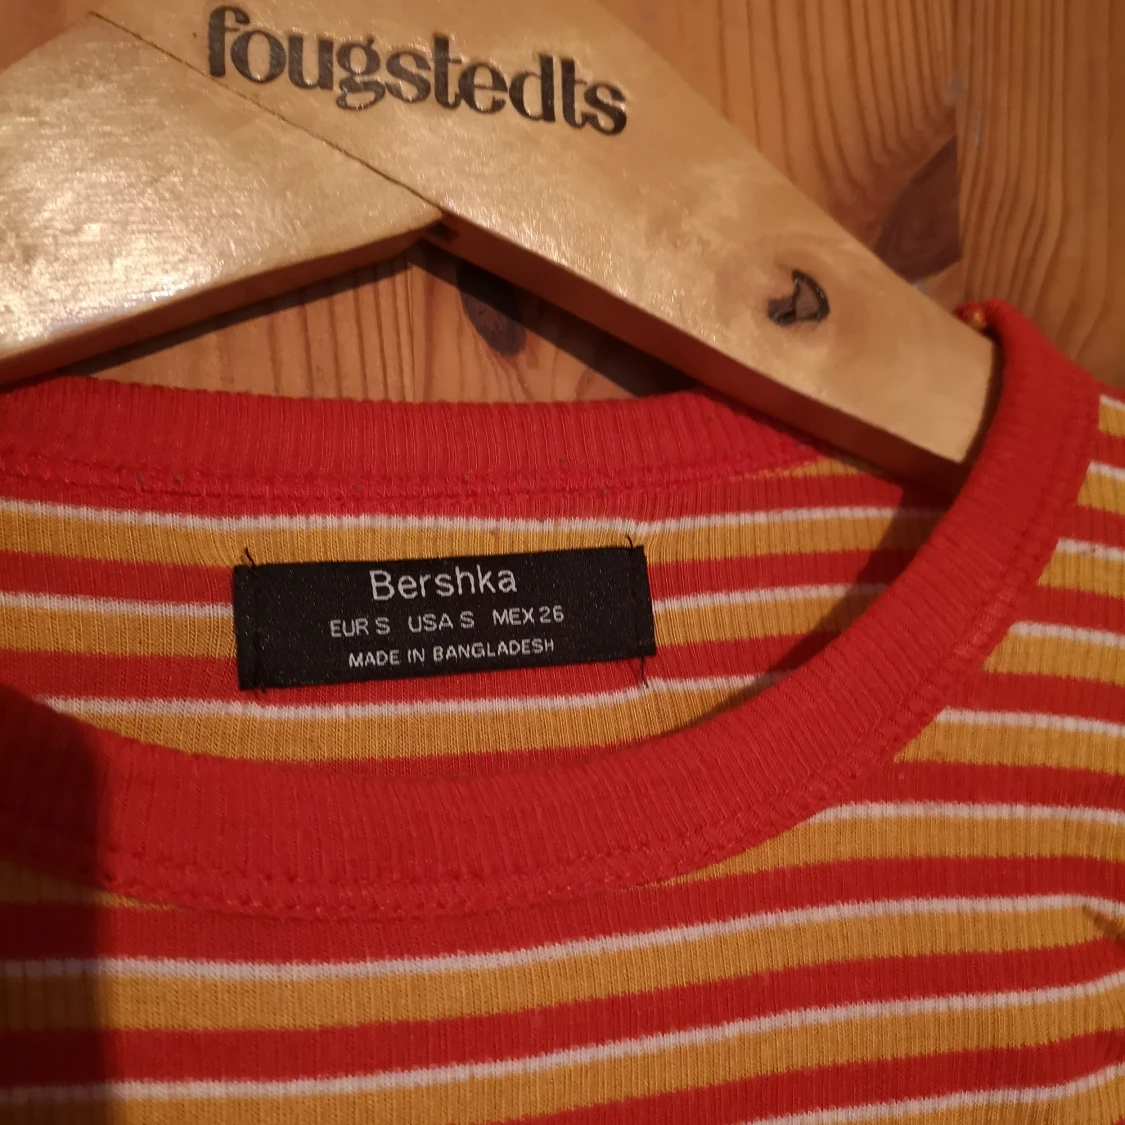 fougstedts
Bershka
EUR S USA S MEX 26
MADE IN BANGLADESH